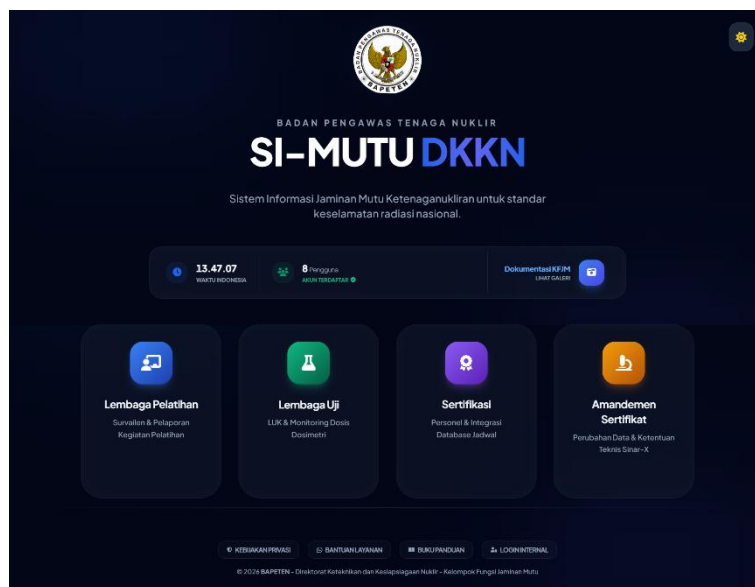 BADAN PENGAWAS TENAGA NUKLIR
BAPETEN
BADAN PENGAWAS TENAGA NUKLIR
SI-MUTU DKKN
Sistem Informasi Jaminan Mutu Ketenaganukliran untuk standar
keselamatan radiasi nasional.
13.47.07
WAKTU INDONESIA
8 Pengguna
AKUN TERDAFTAR
Dokumentasi KFJM
LIHAT GALERI
Lembaga Pelatihan
Survailen & Pelaporan
Kegiatan Pelatihan
Lembaga Uji
LUK & Monitoring Dosis
Dosimetri
Sertifikasi
Personel & Integrasi
Database Jadwal
Amandemen
Sertifikat
Perubahan Data & Ketentuan
Teknis Sinar-X
KEBIJAKAN PRIVASI
BANTUAN LAYANAN
BUKU PANDUAN
LOGIN INTERNAL
© 2026 BAPETEN - Direktorat Keteknikan dan Kesiapsiagaan Nuklir - Kelompok Fungsi Jaminan Mutu